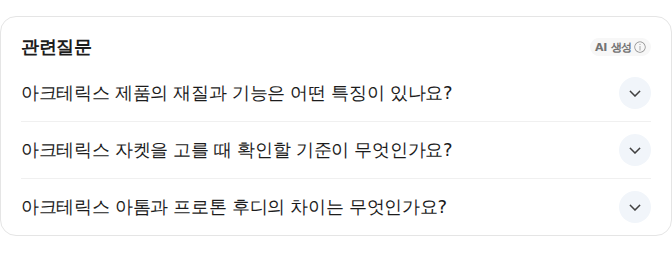 관련질문
AI 생성
아크테릭스 제품의 재질과 기능은 어떤 특징이 있나요?
아크테릭스 자켓을 고를 때 확인할 기준이 무엇인가요?
아크테릭스 아톰과 프로톤 후디의 차이는 무엇인가요?